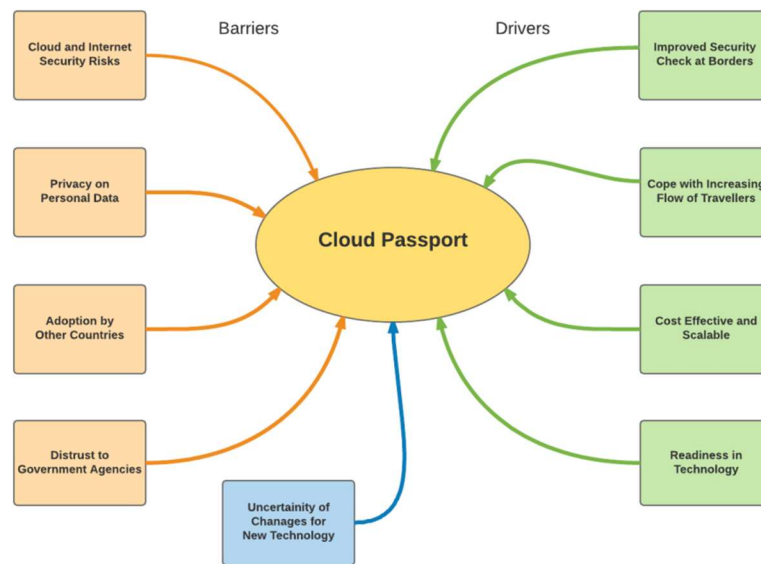 Barriers
Drivers
Cloud and Internet
Security Risks
Improved Security
Check at Borders
Privacy on
Personal Data
Cope with Increasing
Flow of Travellers
Cloud Passport
Adoption by
Other Countries
Cost Effective and
Scalable
Distrust to
Government Agencies
Readiness in
Technology
Uncertainity of
Chanages for
New Technology